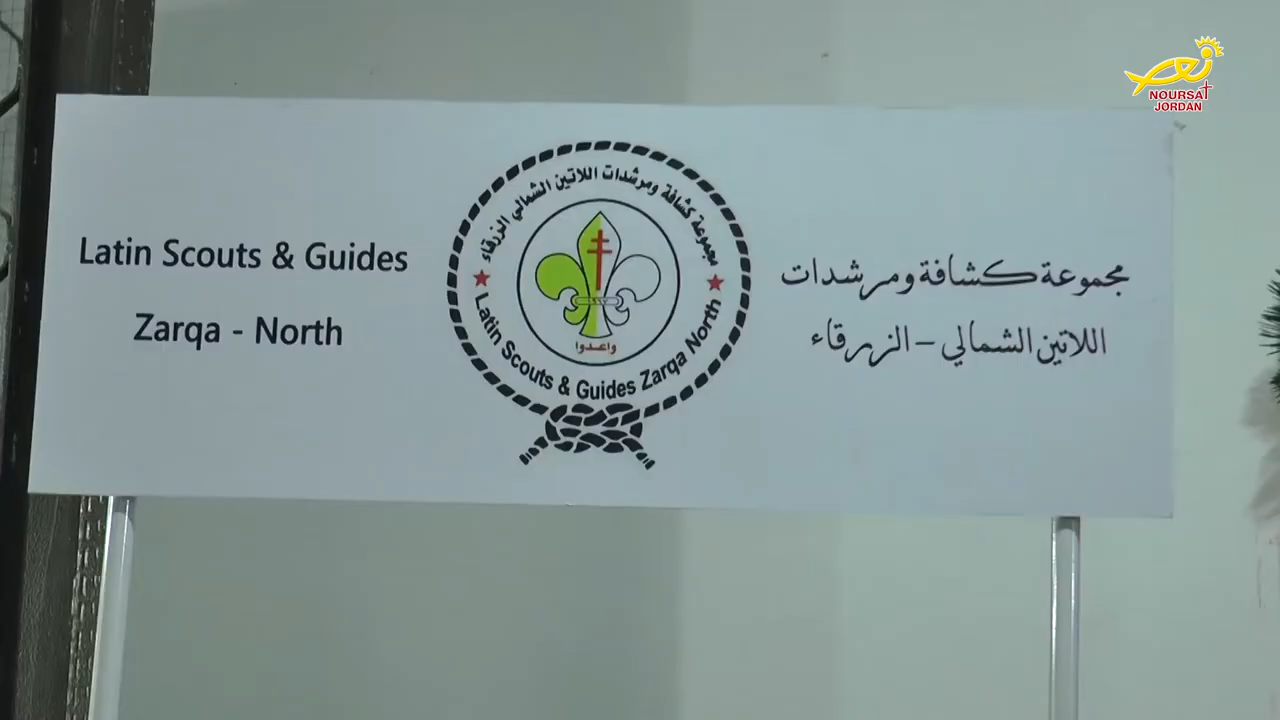 نور
NOURSAT
JORDAN
Latin Scouts & Guides
Zarqa - North
مجموعة كشافة ومرشدات اللاتين الشمالي الزرقاء
واعدوا
Latin Scouts & Guides Zarqa North
مجموعة كشافة ومرشدات
اللاتين الشمالي - الزرقاء